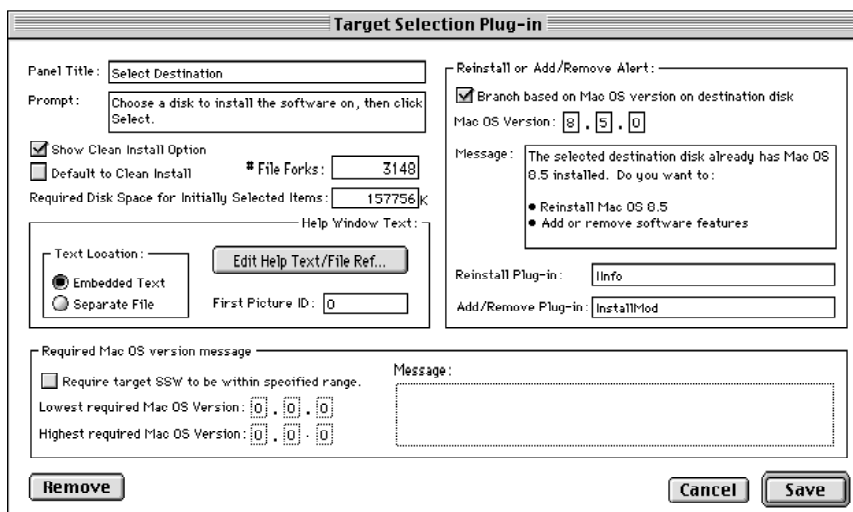 Target Selection Plug-in
Panel Title: Select Destination
Prompt: Choose a disk to install the software on, then click
Select.
Show Clean Install Option
Default to Clean Install
# File Forks: 3148
Required Disk Space for Initially Selected Items: 157756 K
Help Window Text:
Text Location:
Embedded Text
Separate File
Edit Help Text/File Ref...
First Picture ID: 0
Reinstall or Add/Remove Alert:
Branch based on Mac OS version on destination disk
Mac OS Version: 8 . 5 . 0
Message: The selected destination disk already has Mac OS
8.5 installed. Do you want to:
● Reinstall Mac OS 8.5
● Add or remove software features
Reinstall Plug-in: IInfo
Add/Remove Plug-in: InstallMod
Required Mac OS version message
Require target SSW to be within specified range.
Lowest required Mac OS Version: 0 . 0 . 0
Highest required Mac OS Version: 0 . 0 . 0
Message:
Remove
Cancel
Save